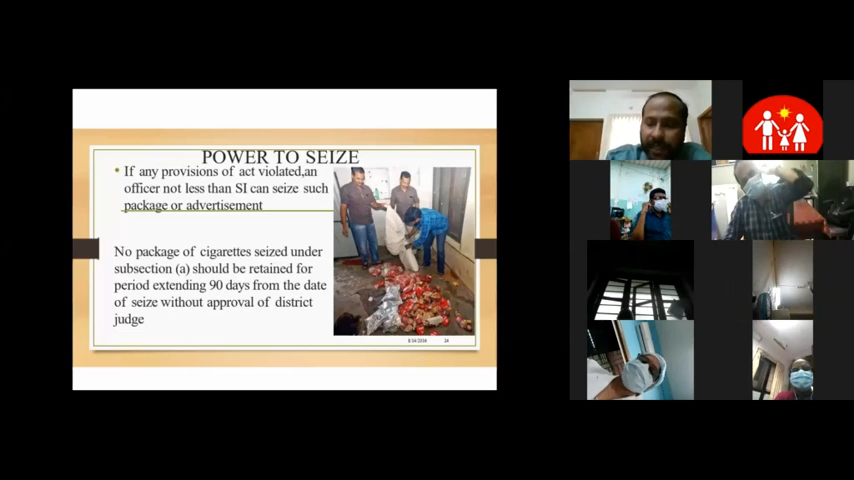 POWER TO SEIZE
• If any provisions of act violated,an
officer not less than SI can seize such
package or advertisement
No package of cigarettes seized under
subsection (a) should be retained for
period extending 90 days from the date
of seize without approval of district
judge
24